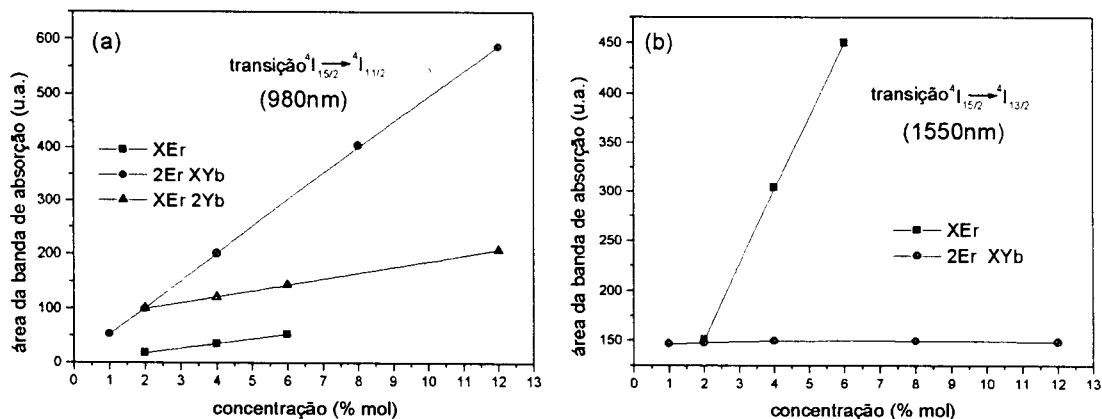 (a)
transição ⁴I₁₅/₂ → ⁴I₁₁/₂
(980nm)
XEr
2Er XYb
XEr 2Yb
área da banda de absorção (u.a.)
600
500
400
300
200
100
0
0 1 2 3 4 5 6 7 8 9 10 11 12 13
concentração (% mol)
(b)
transição ⁴I₁₅/₂ → ⁴I₁₃/₂
(1550nm)
XEr
2Er XYb
área da banda de absorção (u.a.)
450
400
350
300
250
200
150
0 1 2 3 4 5 6 7 8 9 10 11 12 13
concentração (% mol)